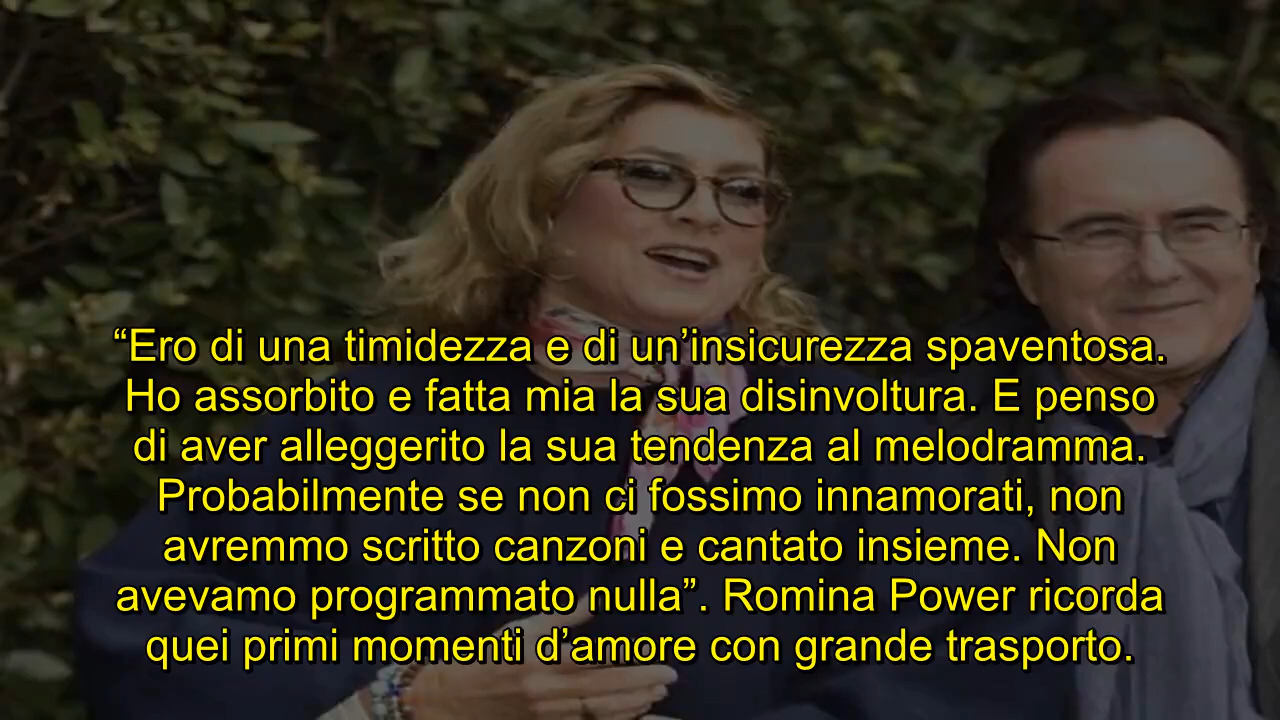 “Ero di una timidezza e di un’insicurezza spaventosa.
Ho assorbito e fatta mia la sua disinvoltura. E penso
di aver alleggerito la sua tendenza al melodramma.
Probabilmente se non ci fossimo innamorati, non
avremmo scritto canzoni e cantato insieme. Non
avevamo programmato nulla”. Romina Power ricorda
quei primi momenti d’amore con grande trasporto.